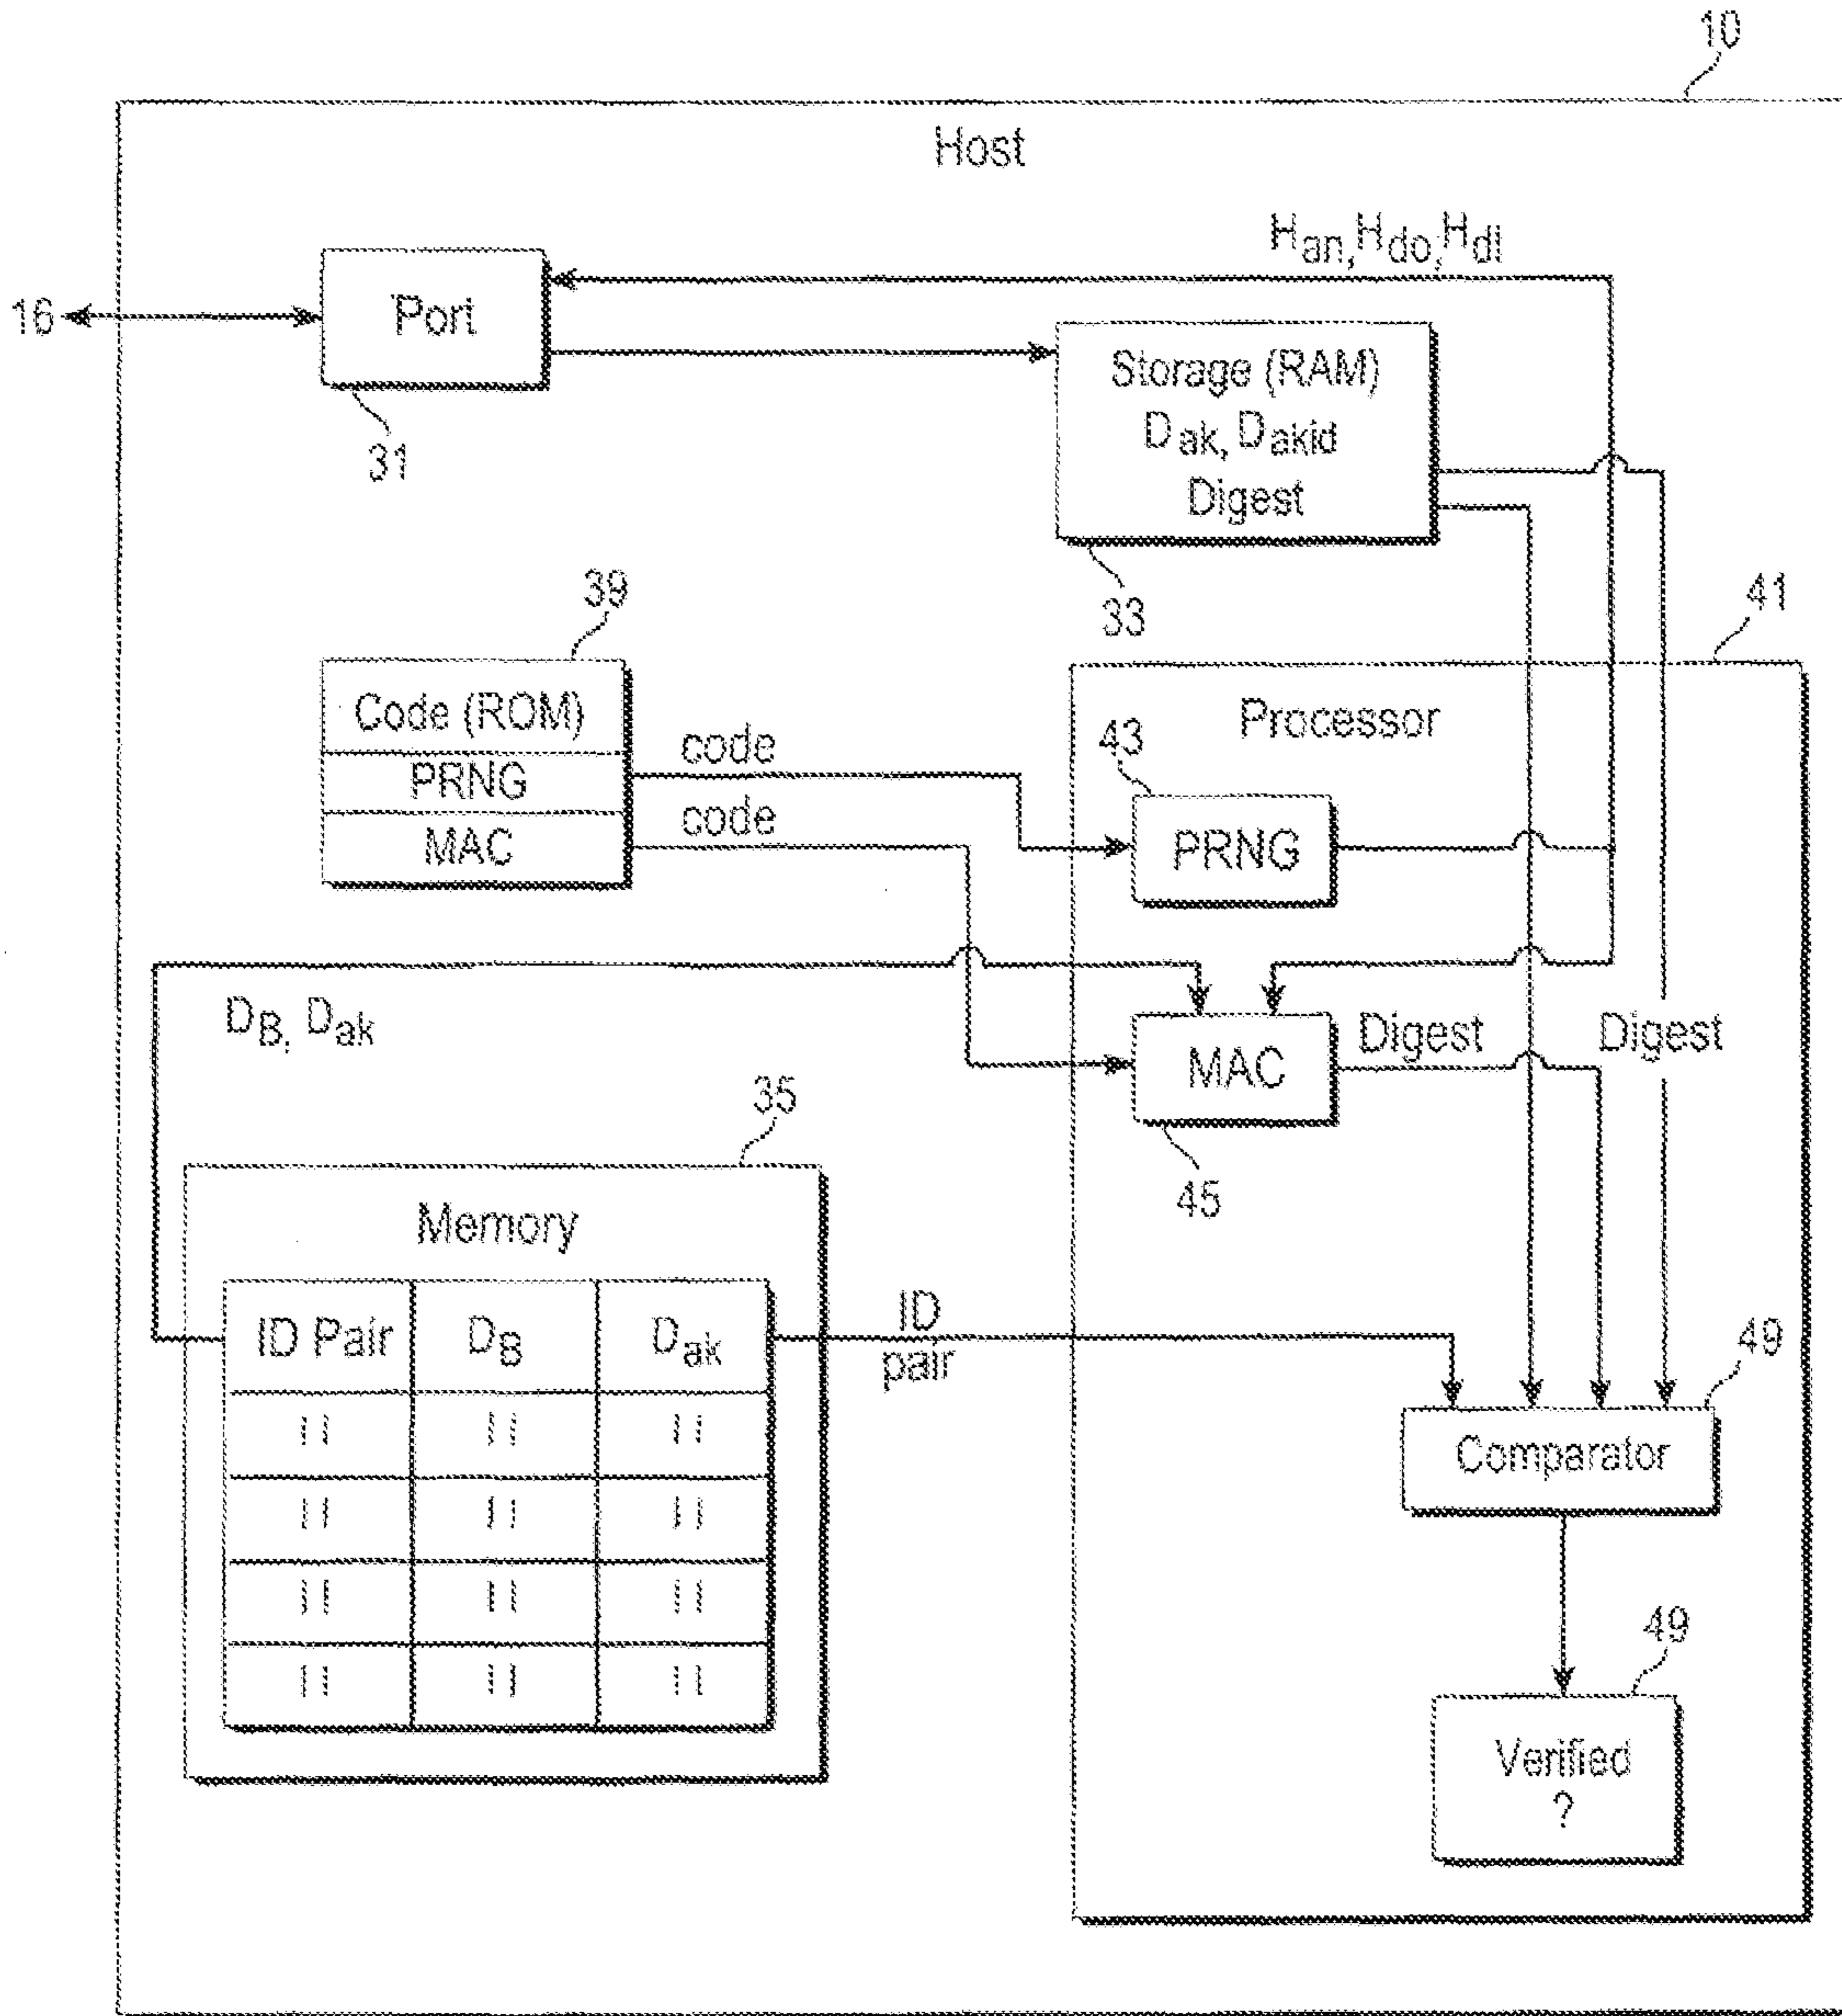 10
Host
Han, Hdo, Hdl
16
Port
31
Storage (RAM)
Dak, Dakid
Digest
33
39
41
Code (ROM)
PRNG
MAC
code
code
Processor
43
PRNG
DB, Dak
MAC
Digest
Digest
45
35
Memory
ID Pair
DB
Dak
ID
pair
49
Comparator
49
Verified
?